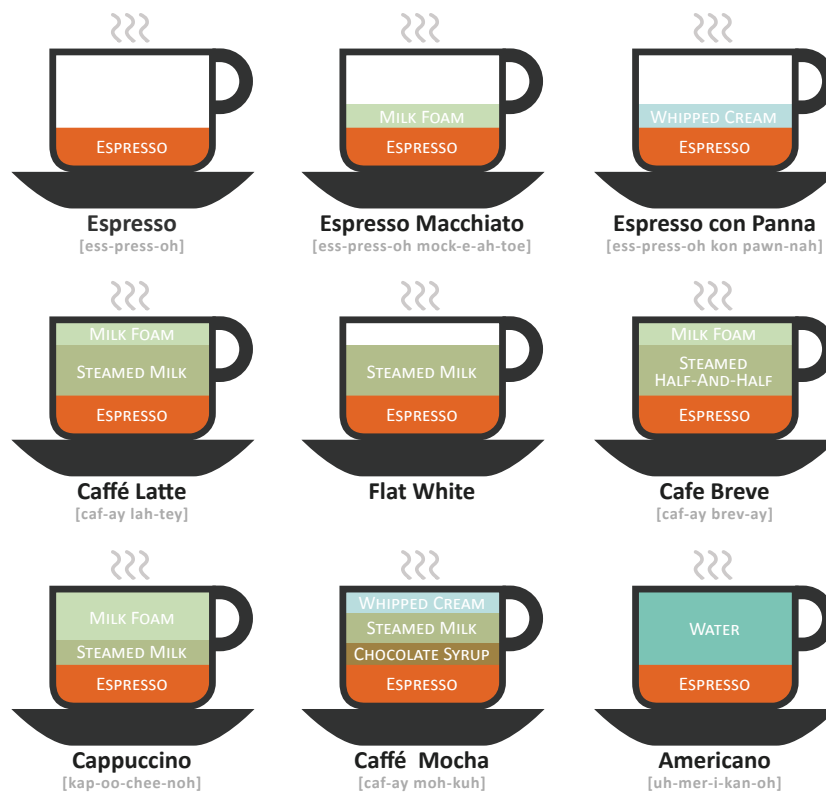 Espresso
Espresso
[ess-press-oh]
Milk Foam
Espresso
Espresso Macchiato
[ess-press-oh mock-e-ah-toe]
Whipped Cream
Espresso
Espresso con Panna
[ess-press-oh kon pawn-nah]
Milk Foam
Steamed Milk
Espresso
Caffé Latte
[caf-ay lah-tey]
Steamed Milk
Espresso
Flat White
Milk Foam
Steamed
Half-And-Half
Espresso
Cafe Breve
[caf-ay brev-ay]
Milk Foam
Steamed Milk
Espresso
Cappuccino
[kap-oo-chee-noh]
Whipped Cream
Steamed Milk
Chocolate Syrup
Espresso
Caffé Mocha
[caf-ay moh-kuh]
Water
Espresso
Americano
[uh-mer-i-kan-oh]